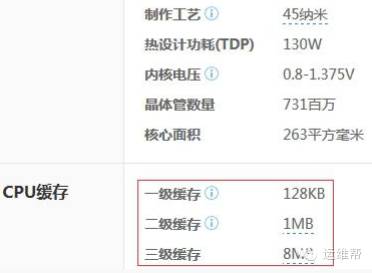 制作工艺 45纳米
热设计功耗(TDP) 130W
内核电压 0.8-1.375V
晶体管数量 731百万
核心面积 263平方毫米
CPU缓存
一级缓存 128KB
二级缓存 1MB
三级缓存 8MB
运维帮